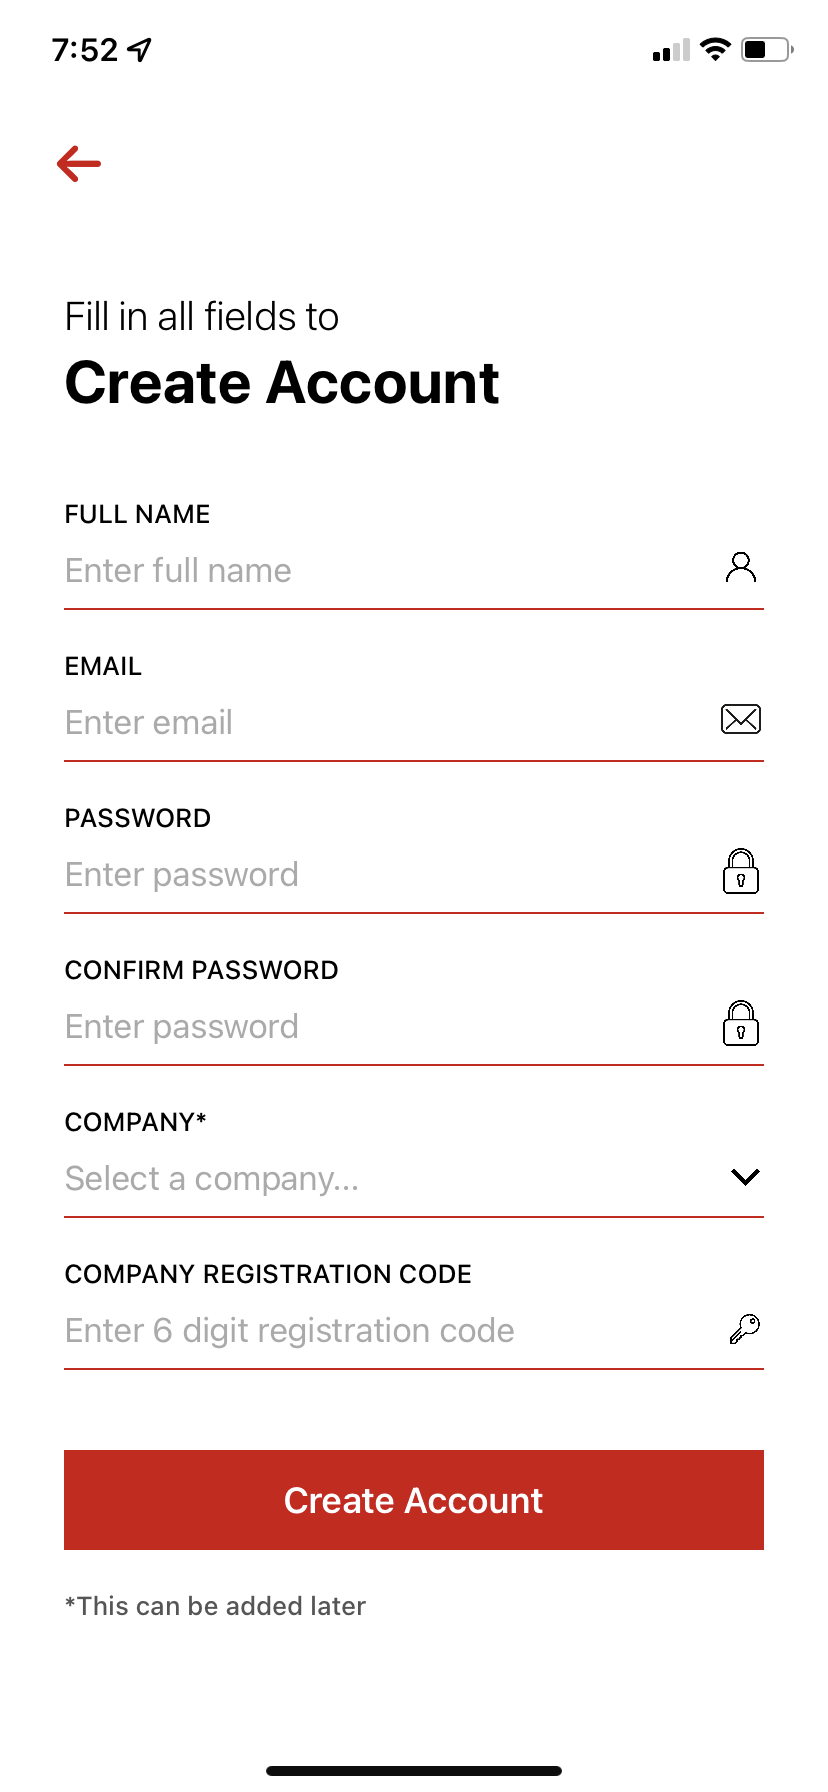 7:52
Fill in all fields to
Create Account
FULL NAME
Enter full name
EMAIL
Enter email
PASSWORD
Enter password
CONFIRM PASSWORD
Enter password
COMPANY*
Select a company...
COMPANY REGISTRATION CODE
Enter 6 digit registration code
Create Account
*This can be added later